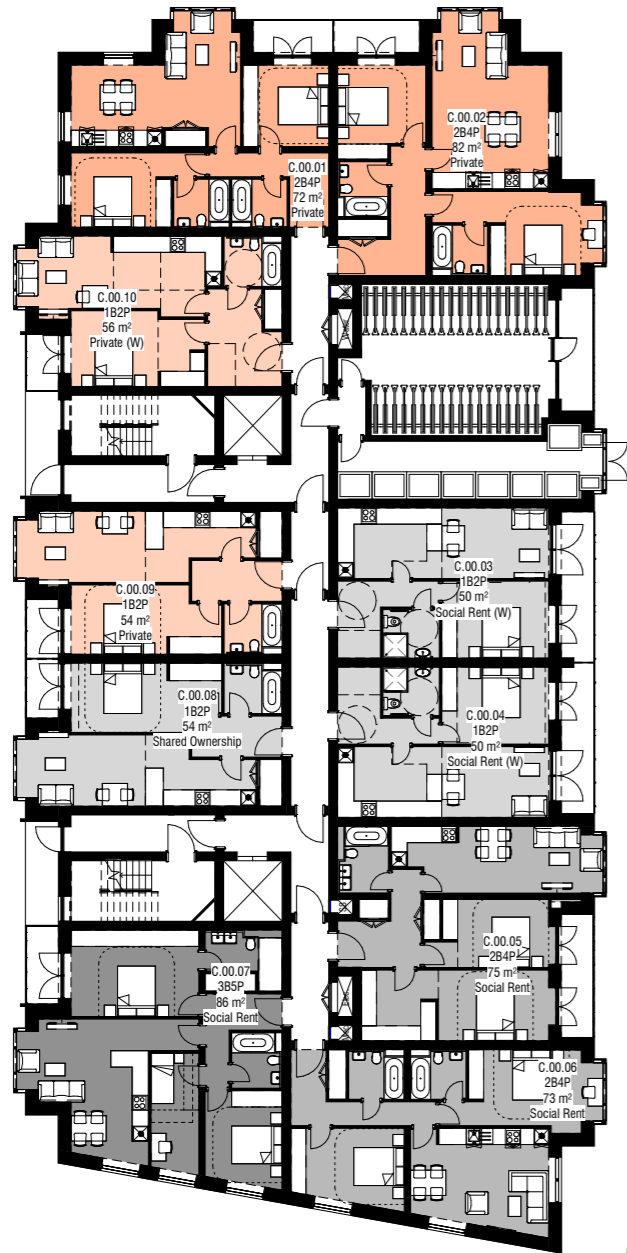 C.00.01
2B4P
72 m²
Private
C.00.02
2B4P
82 m²
Private
C.00.10
1B2P
56 m²
Private (W)
C.00.03
1B2P
50 m²
Social Rent (W)
C.00.09
1B2P
54 m²
Private
C.00.08
1B2P
54 m²
Shared Ownership
C.00.04
1B2P
50 m²
Social Rent (W)
C.00.05
2B4P
75 m²
Social Rent
C.00.07
3B5P
86 m²
Social Rent
C.00.06
2B4P
73 m²
Social Rent